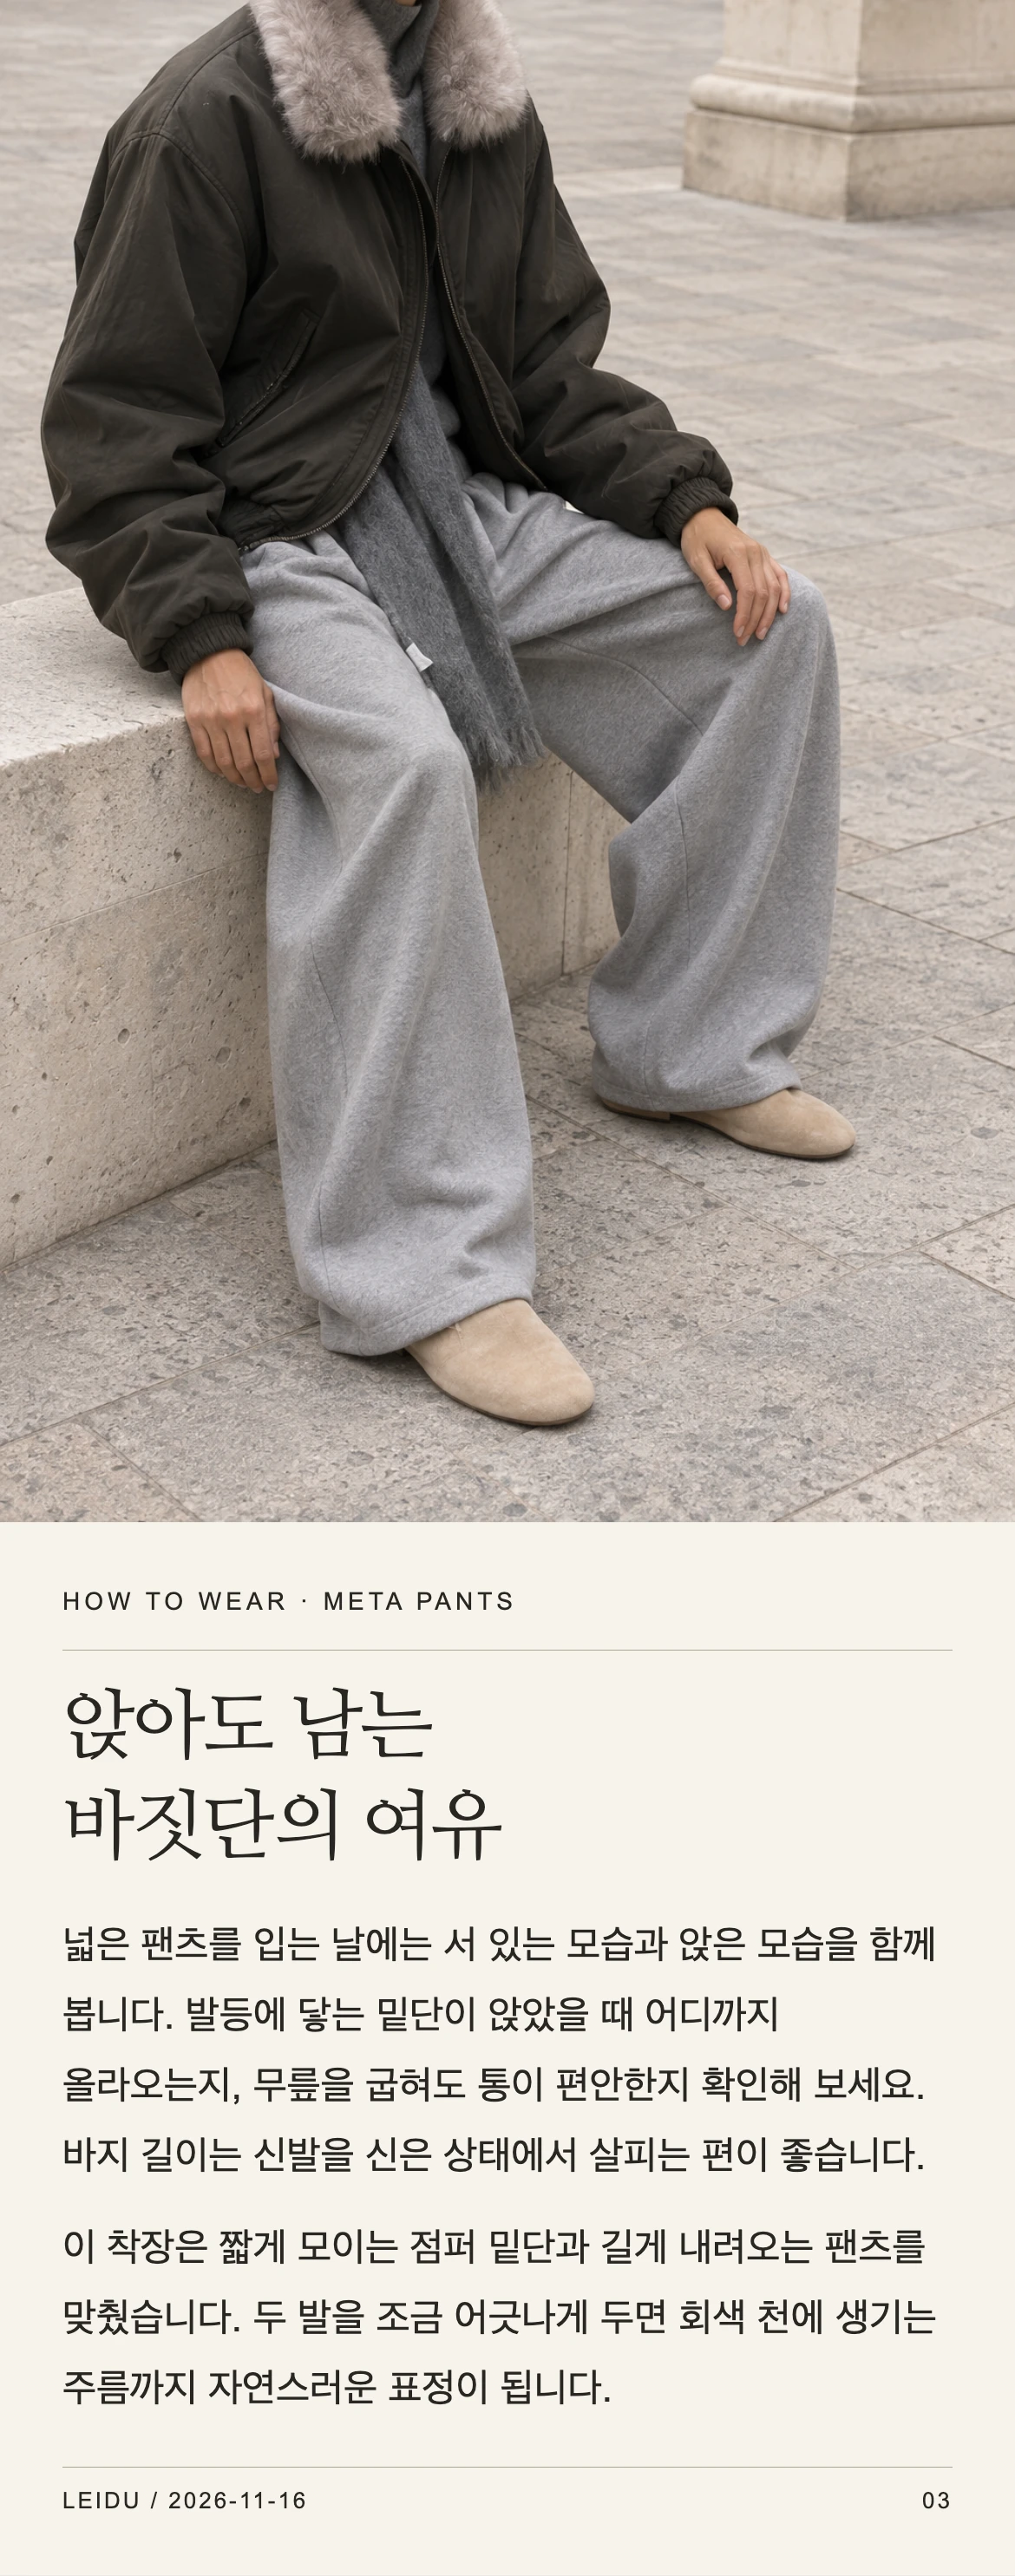 HOW TO WEAR · META PANTS
앉아도 남는
바짓단의 여유
넓은 팬츠를 입는 날에는 서 있는 모습과 앉은 모습을 함께
봅니다. 발등에 닿는 밑단이 앉았을 때 어디까지
올라오는지, 무릎을 굽혀도 통이 편안한지 확인해 보세요.
바지 길이는 신발을 신은 상태에서 살피는 편이 좋습니다.
이 착장은 짧게 모이는 점퍼 밑단과 길게 내려오는 팬츠를
맞췄습니다. 두 발을 조금 어긋나게 두면 회색 천에 생기는
주름까지 자연스러운 표정이 됩니다.
LEIDU / 2026-11-16
03